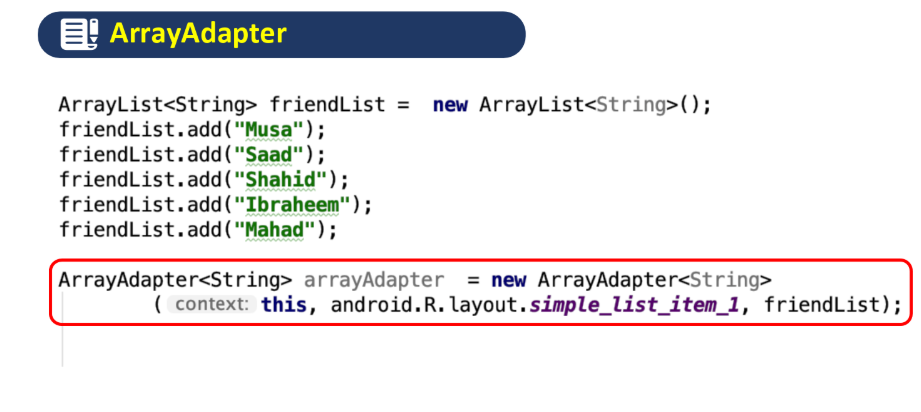 ArrayAdapter
ArrayList<String> friendList = new ArrayList<String>();
friendList.add("Musa");
friendList.add("Saad");
friendList.add("Shahid");
friendList.add("Ibraheem");
friendList.add("Mahad");
ArrayAdapter<String> arrayAdapter = new ArrayAdapter<String>
( context: this, android.R.layout.simple_list_item_1, friendList);